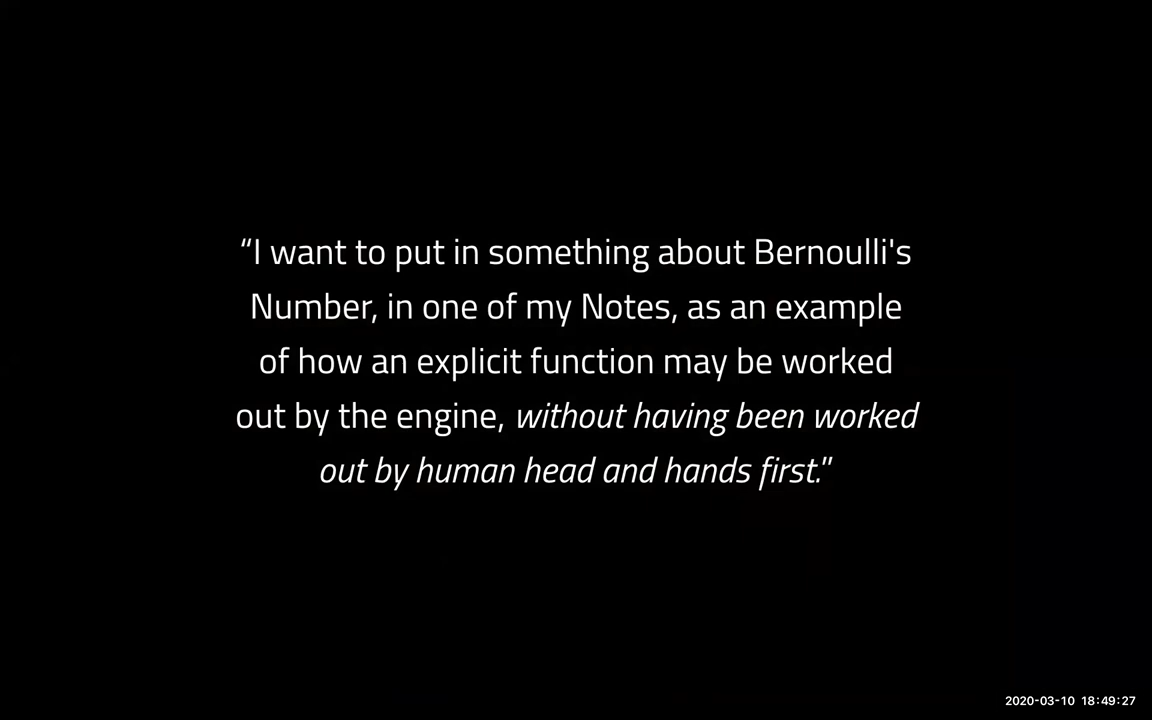 “I want to put in something about Bernoulli's
Number, in one of my Notes, as an example
of how an explicit function may be worked
out by the engine, without having been worked
out by human head and hands first.”
2020-03-10 18:49:27